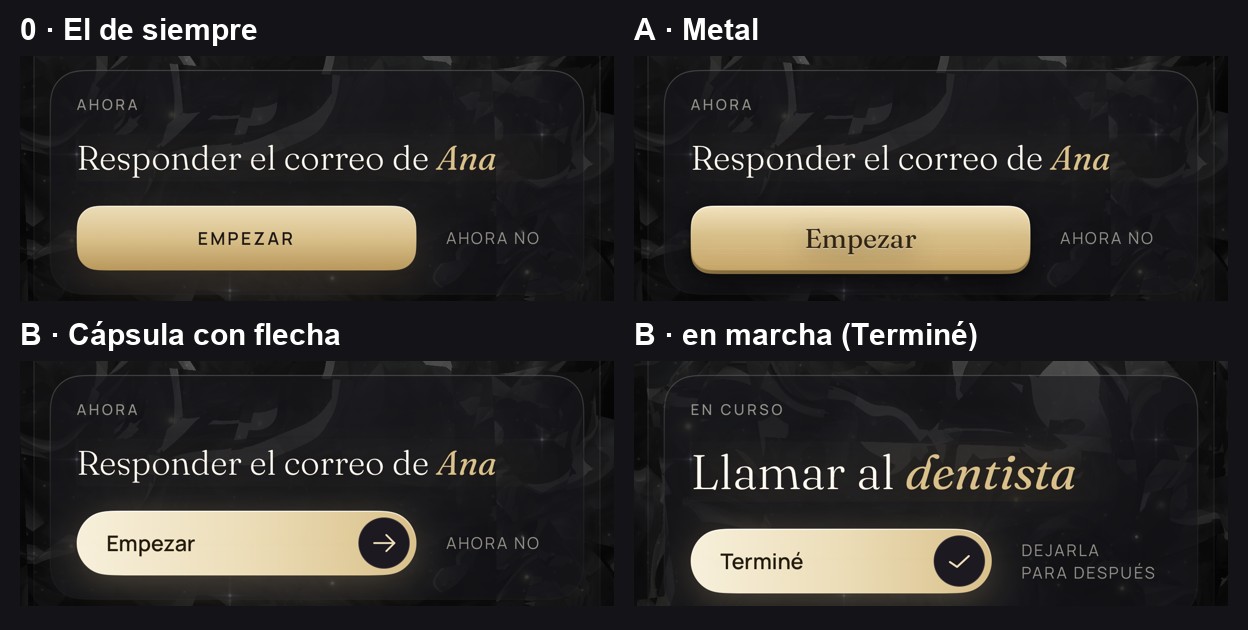 0 · El de siempre
AHORA
Responder el correo de Ana
EMPEZAR
AHORA NO
A · Metal
AHORA
Responder el correo de Ana
Empezar
AHORA NO
B · Cápsula con flecha
AHORA
Responder el correo de Ana
Empezar
AHORA NO
B · en marcha (Terminé)
EN CURSO
Llamar al dentista
Terminé
DEJARLA
PARA DESPUÉS